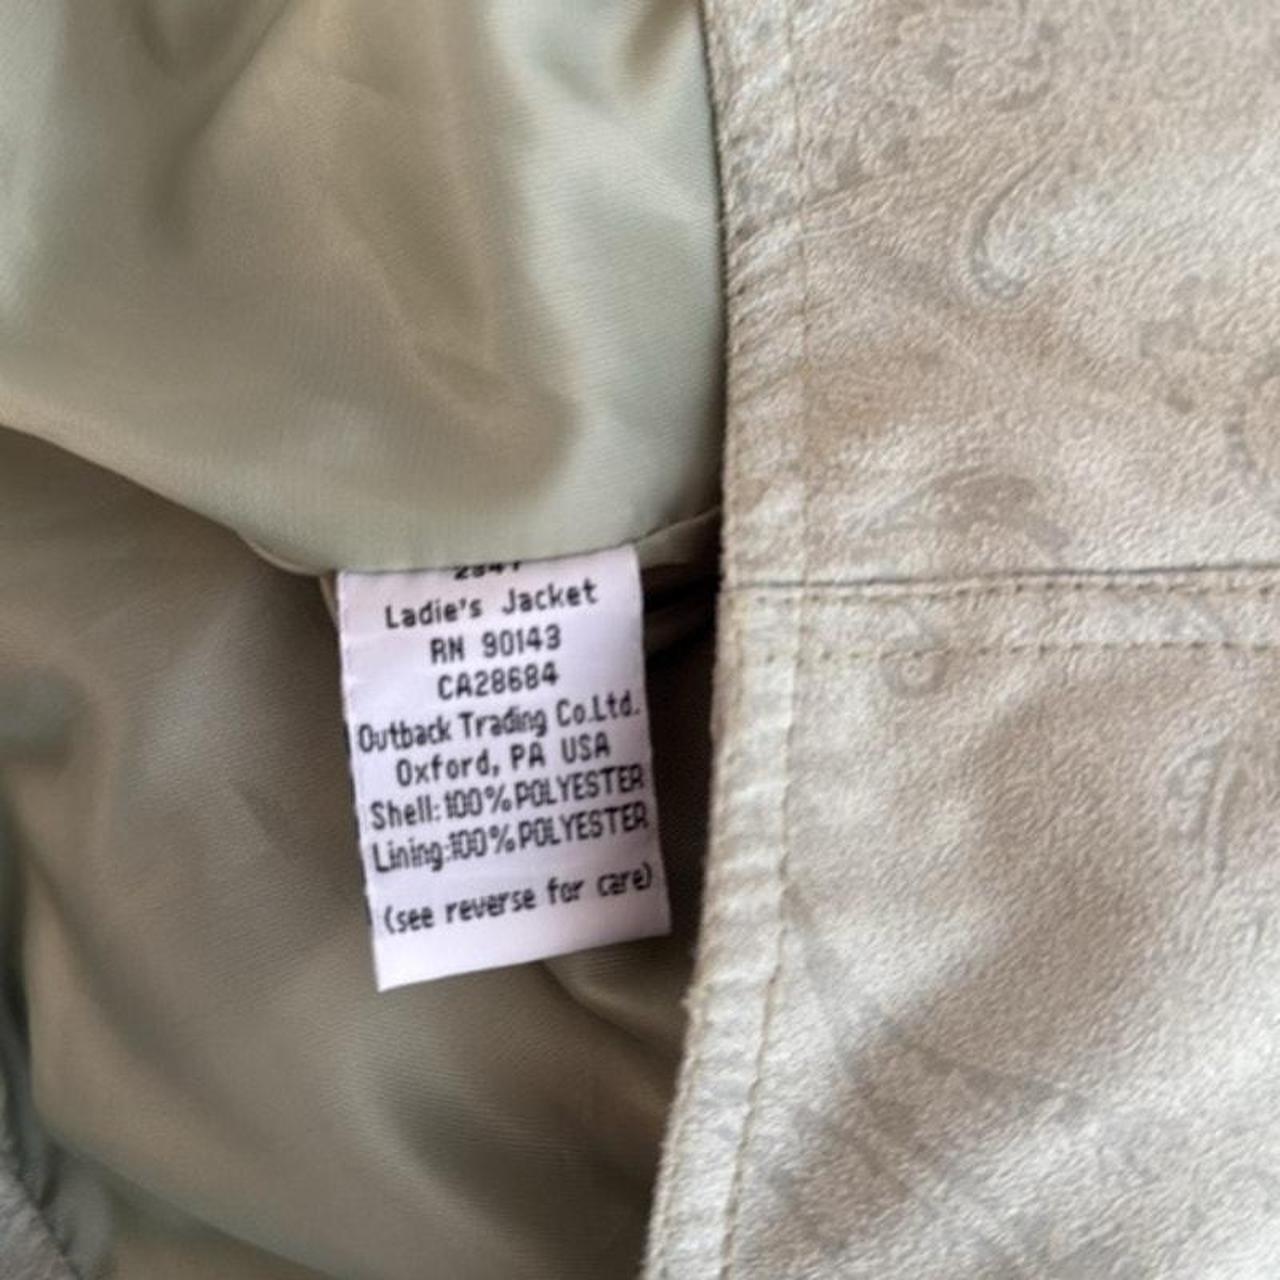 Ladie's Jacket
RN 90143
CA28684
Outback Trading Co.Ltd.
Oxford, PA USA
Shell:100%POLYESTER
Lining:100%POLYESTER
(see reverse for care)